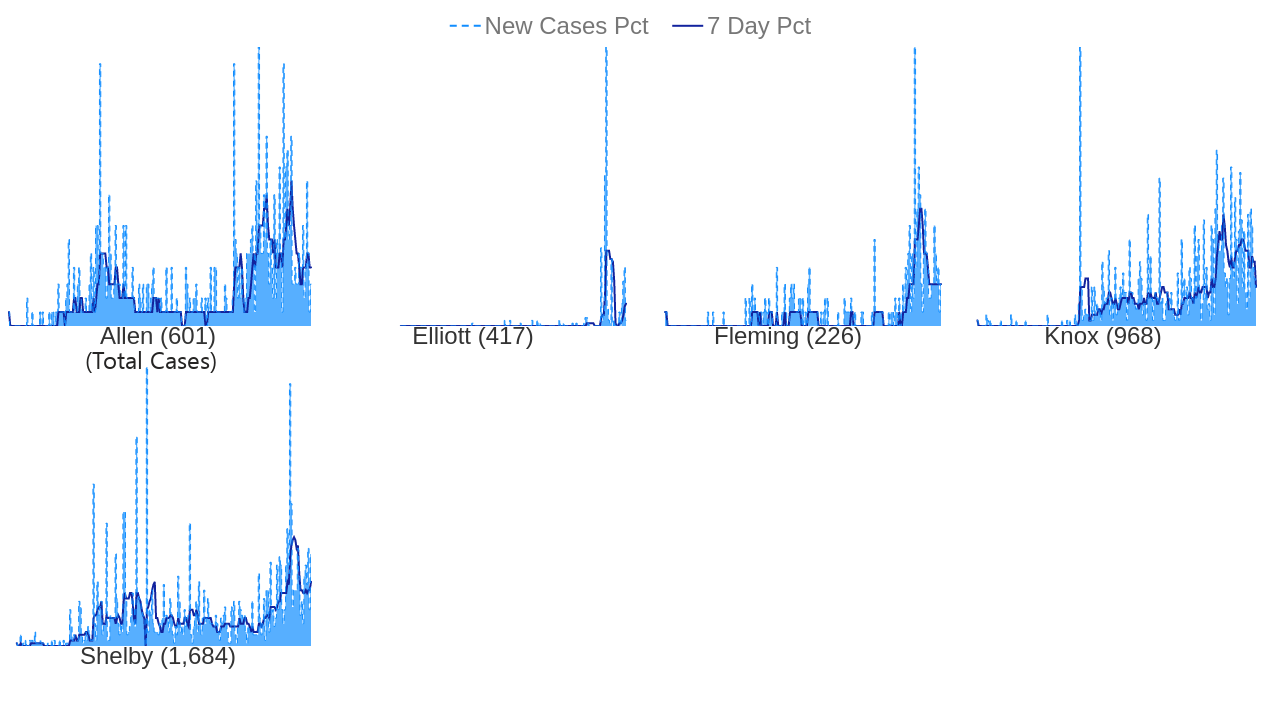 New Cases Pct 7 Day Pct
Allen (601)
(Total Cases)
Elliott (417)
Fleming (226)
Knox (968)
Shelby (1,684)